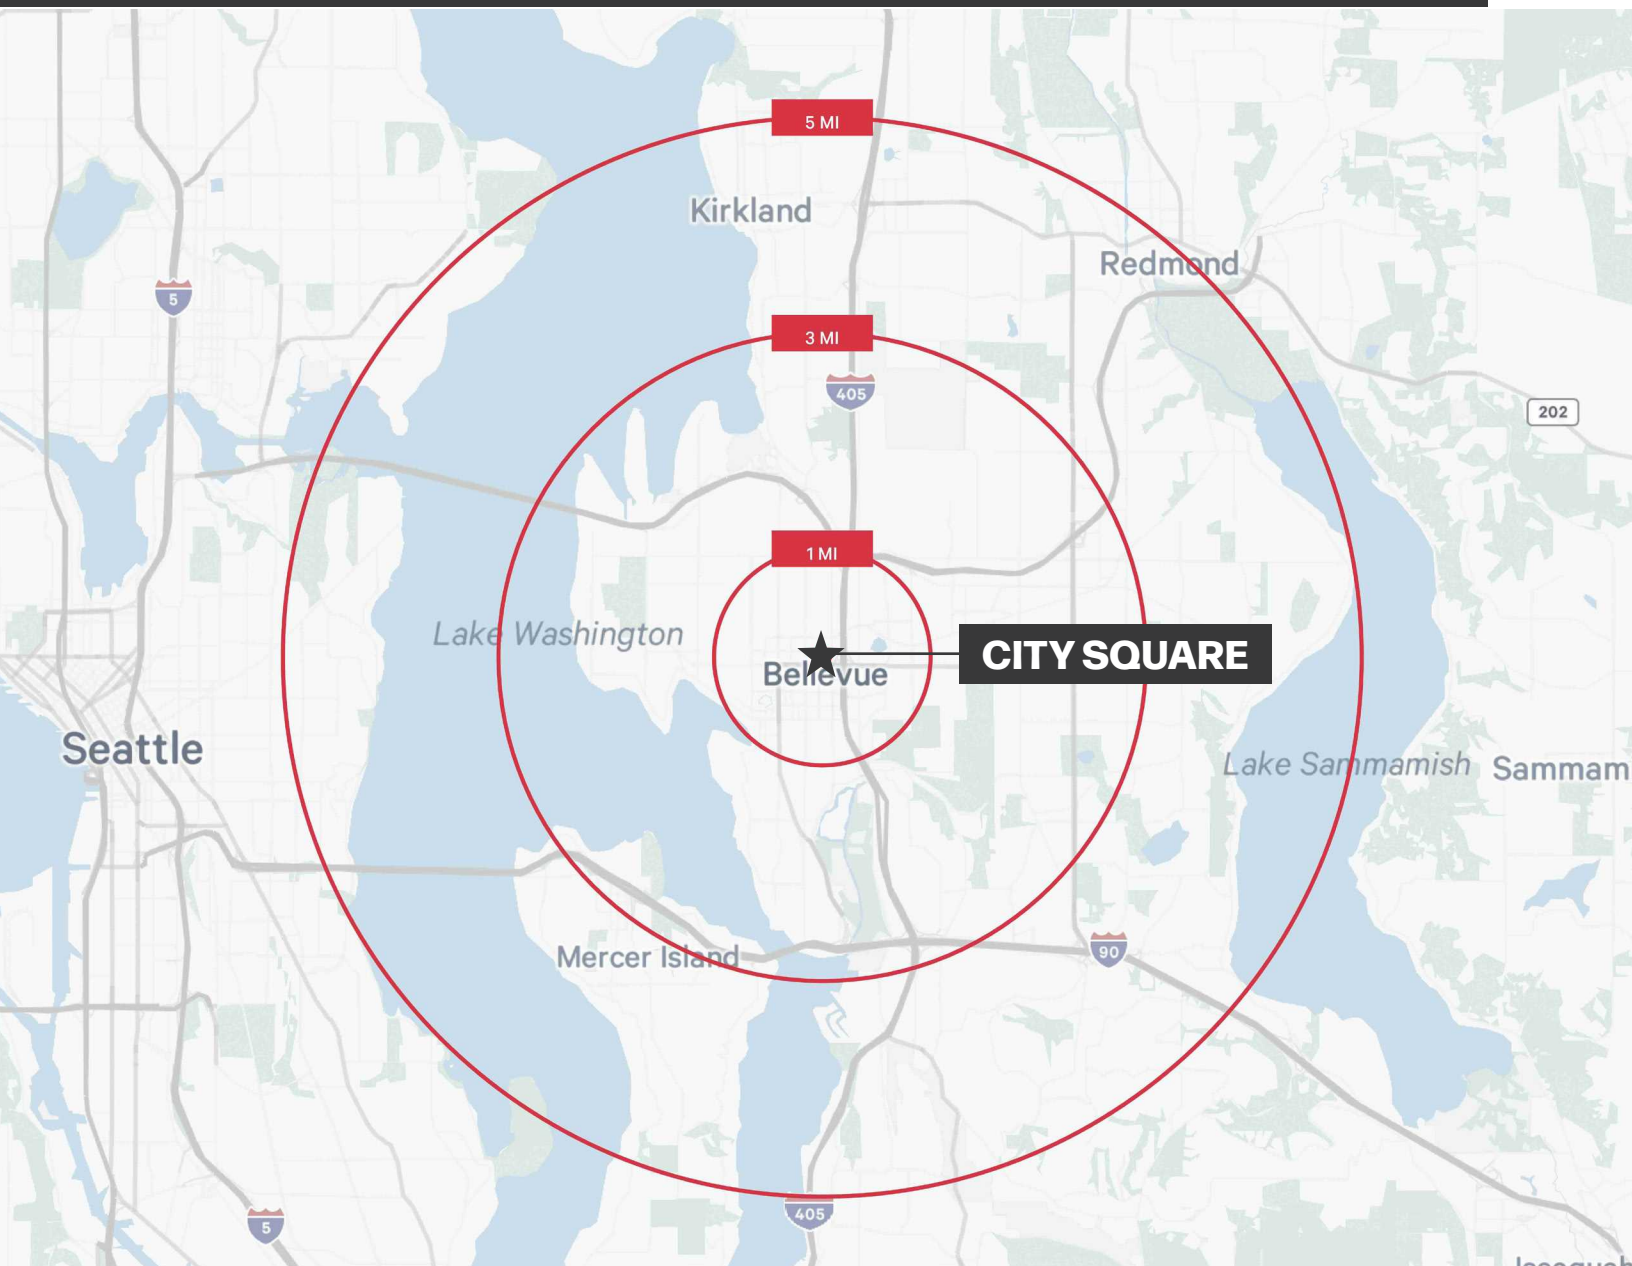 5 MI
Kirkland
Redmond
5
3 MI
405
202
1 MI
Lake Washington
CITY SQUARE
Bellevue
Seattle
Lake Sammamish
Sammam
Mercer Island
90
405
5